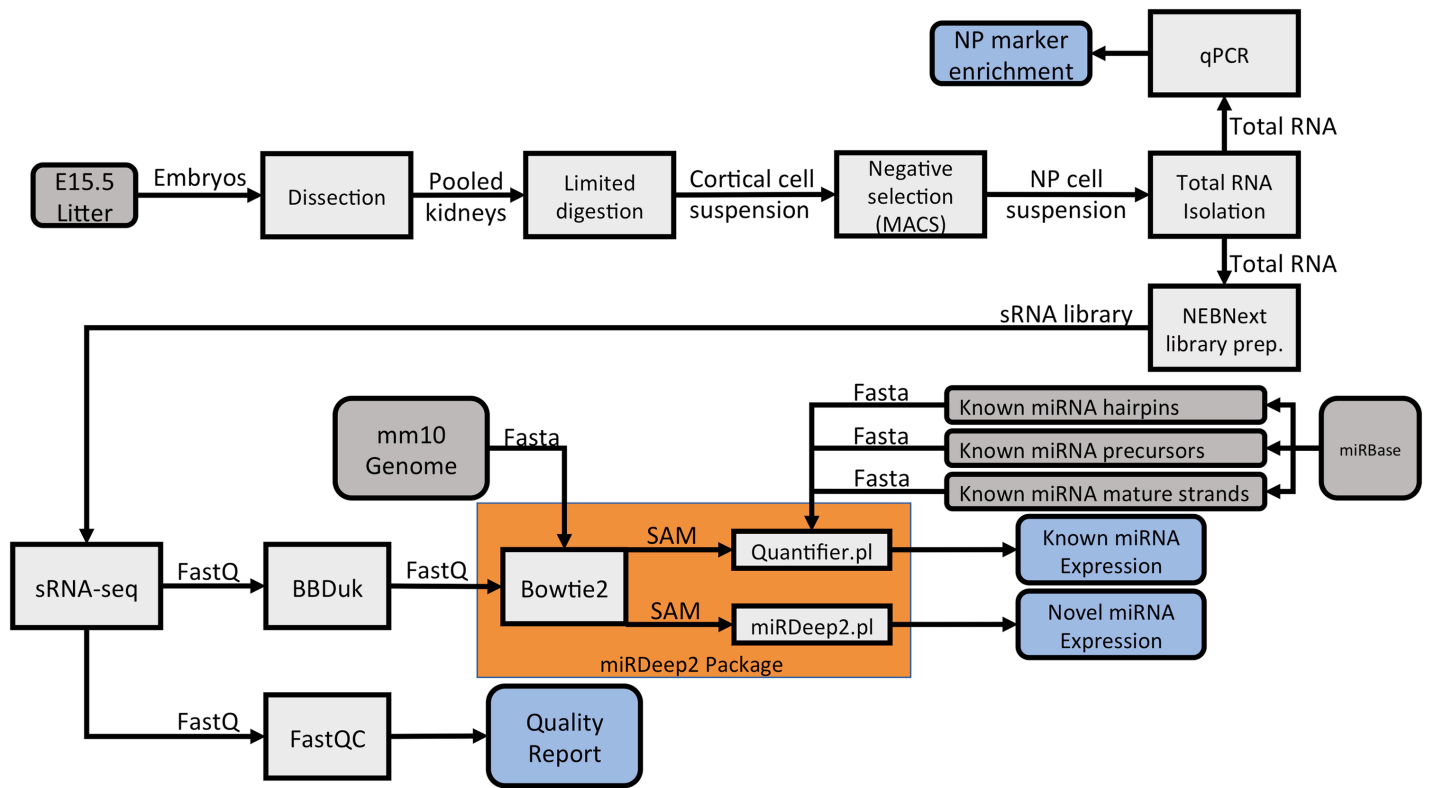 NP marker
enrichment
qPCR
Total RNA
E15.5
Litter
Embryos
Dissection
Pooled
kidneys
Limited
digestion
Cortical cell
suspension
Negative
selection
(MACS)
NP cell
suspension
Total RNA
Isolation
Total RNA
sRNA library
NEBNext
library prep.
mm10
Genome
Fasta
Fasta
Known miRNA hairpins
Fasta
Known miRNA precursors
Fasta
Known miRNA mature strands
miRBase
sRNA-seq
FastQ
BBDuk
FastQ
Bowtie2
SAM
Quantifier.pl
Known miRNA
Expression
SAM
miRDeep2.pl
Novel miRNA
Expression
miRDeep2 Package
FastQ
FastQC
Quality
Report